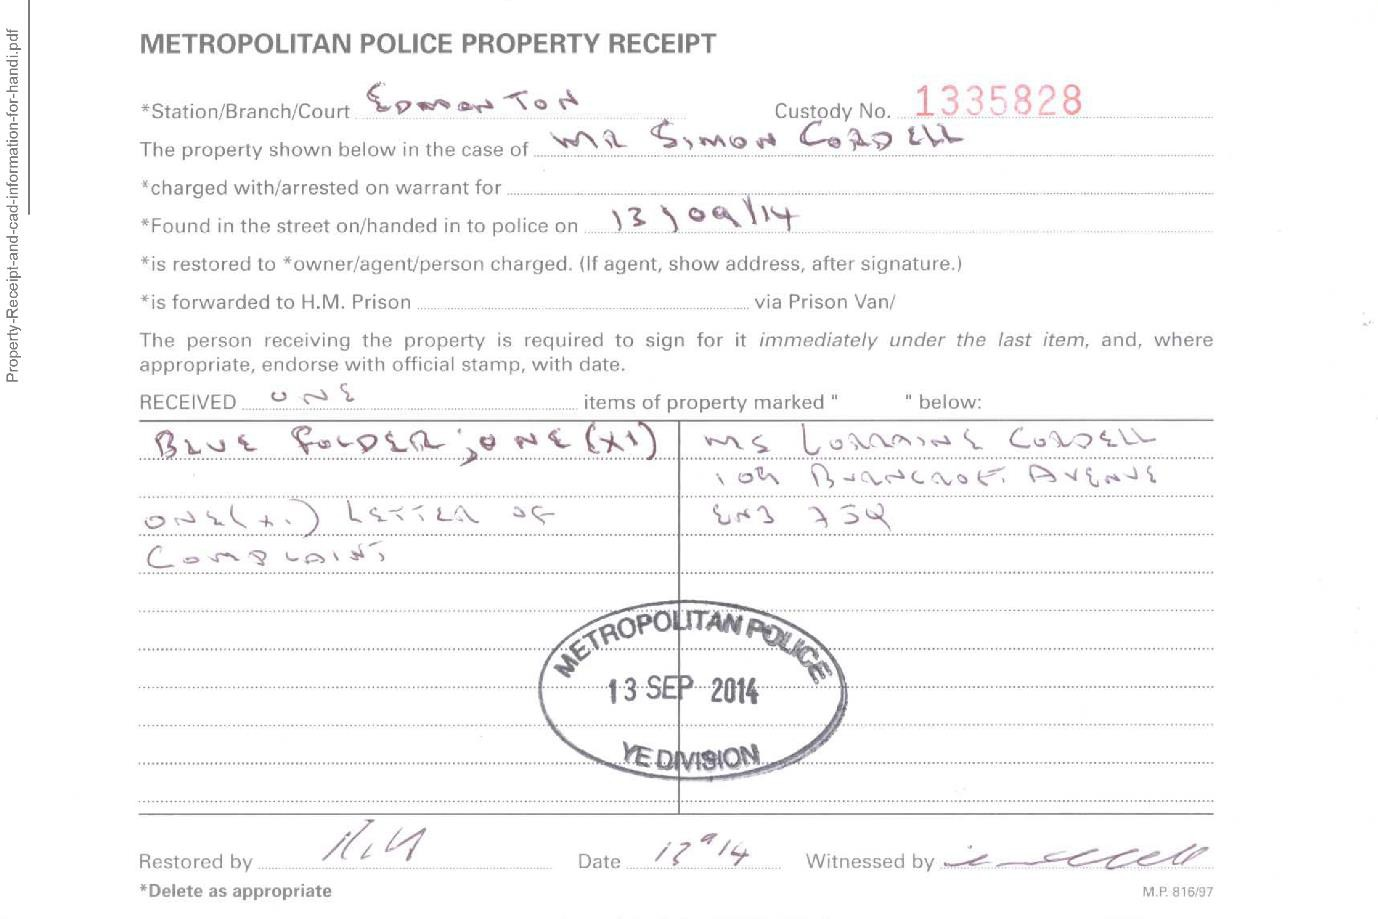 Property-Receipt-and-cad-information-for-handi.pdf
METROPOLITAN POLICE PROPERTY RECEIPT
*Station/Branch/Court EDMONTON Custody No. 1335828
The property shown below in the case of MR SIMON CORDELL
*charged with/arrested on warrant for
*Found in the street on/handed in to police on 13/09/14
*is restored to *owner/agent/person charged. (If agent, show address, after signature.)
*is forwarded to H.M. Prison via Prison Van/
The person receiving the property is required to sign for it immediately under the last item, and, where
appropriate, endorse with official stamp, with date.
RECEIVED ONE items of property marked " " below:
BLUE FOLDER; ONE (X1) MS LORRAINE CORDELL
109 BURNCROFT AVENUE
ONE (X1) LETTER OF EN3 7SQ
COMPLAINT
METROPOLITAN POLICE
13 SEP 2014
YE DIVISION
Restored by Date 13 9 14 Witnessed by
*Delete as appropriate M.P. 816/97